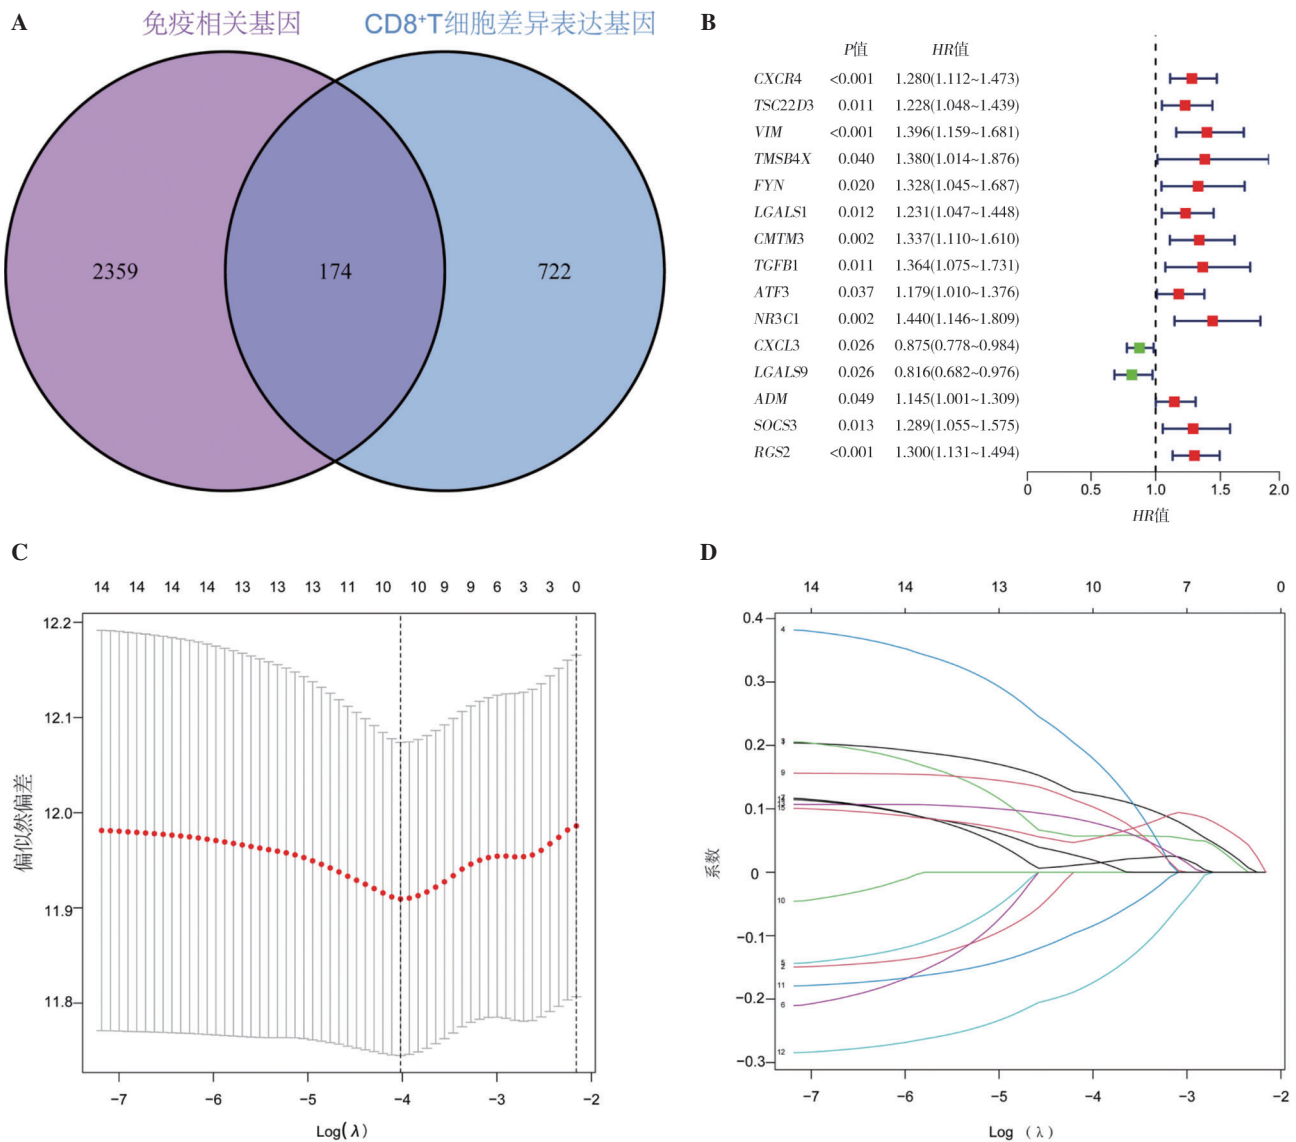 A
免疫相关基因
CD8⁺T细胞差异表达基因
2359
174
722
B
P值 HR值
CXCR4 <0.001 1.280(1.112~1.473)
TSC22D3 0.011 1.228(1.048~1.439)
VIM <0.001 1.396(1.159~1.681)
TMSB4X 0.040 1.380(1.014~1.876)
FYN 0.020 1.328(1.045~1.687)
LGALS1 0.012 1.231(1.047~1.448)
CMTM3 0.002 1.337(1.110~1.610)
TGFB1 0.011 1.364(1.075~1.731)
ATF3 0.037 1.179(1.010~1.376)
NR3C1 0.002 1.440(1.146~1.809)
CXCL3 0.026 0.875(0.778~0.984)
LGALS9 0.026 0.816(0.682~0.976)
ADM 0.049 1.145(1.001~1.309)
SOCS3 0.013 1.289(1.055~1.575)
RGS2 <0.001 1.300(1.131~1.494)
0 0.5 1.0 1.5 2.0
HR值
C
14 14 14 14 13 13 13 11 10 10 9 9 6 3 3 0
12.2
12.1
12.0
11.9
11.8
偏似然偏差
−7 −6 −5 −4 −3 −2
Log(λ)
D
14 14 13 10 7 0
0.4
0.3
0.2
0.1
0
−0.1
−0.2
−0.3
系数
4
9
10
2
11
6
12
−7 −6 −5 −4 −3 −2
Log （λ）